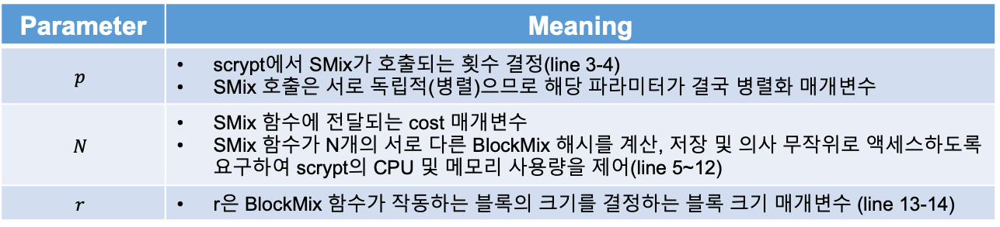 Parameter Meaning
p
• scrypt에서 SMix가 호출되는 횟수 결정(line 3-4)
• SMix 호출은 서로 독립적(병렬)으므로 해당 파라미터가 결국 병렬화 매개변수
N
• SMix 함수에 전달되는 cost 매개변수
• SMix 함수가 N개의 서로 다른 BlockMix 해시를 계산, 저장 및 의사 무작위로 액세스하도록
요구하여 scrypt의 CPU 및 메모리 사용량을 제어(line 5~12)
r
• r은 BlockMix 함수가 작동하는 블록의 크기를 결정하는 블록 크기 매개변수 (line 13-14)